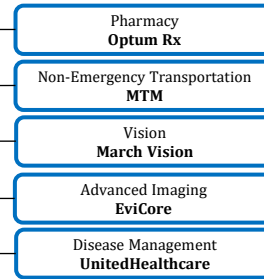 Pharmacy
Optum Rx
Non-Emergency Transportation
MTM
Vision
March Vision
Advanced Imaging
EviCore
Disease Management
UnitedHealthcare